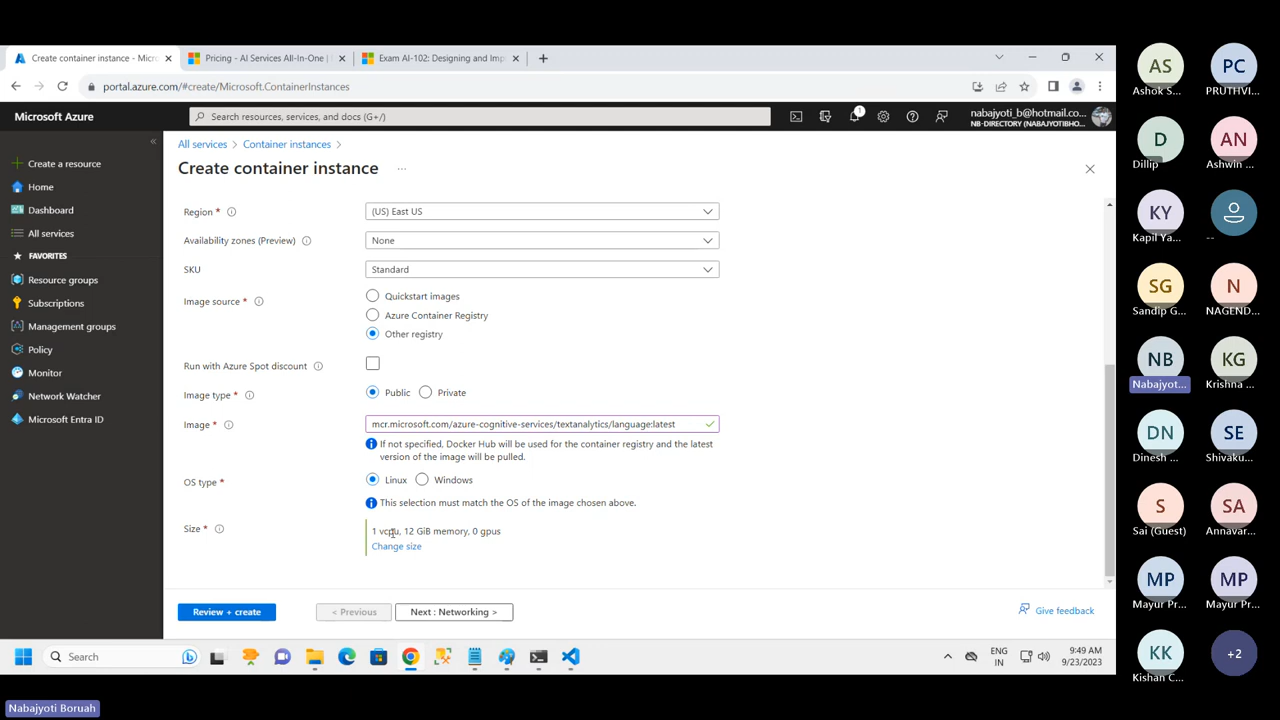 Create container instance - Micr
Pricing - AI Services All-In-One |
Exam AI-102: Designing and Imp
portal.azure.com/#create/Microsoft.ContainerInstances
Microsoft Azure
Search resources, services, and docs (G+/)
1
nabajyoti_b@hotmail.co...
NB-DIRECTORY (NABAJYOTIBHO...
Create a resource
Home
Dashboard
All services
FAVORITES
Resource groups
Subscriptions
Management groups
Policy
Monitor
Network Watcher
Microsoft Entra ID
All services > Container instances >
Create container instance ...
Region *
(US) East US
Availability zones (Preview)
None
SKU
Standard
Image source *
Quickstart images
Azure Container Registry
Other registry
Run with Azure Spot discount
Image type *
Public
Private
Image *
mcr.microsoft.com/azure-cognitive-services/textanalytics/language:latest
If not specified, Docker Hub will be used for the container registry and the latest
version of the image will be pulled.
OS type *
Linux
Windows
This selection must match the OS of the image chosen above.
Size *
1 vcpu, 12 GiB memory, 0 gpus
Change size
Review + create
< Previous
Next : Networking >
Give feedback
Search
ENG
IN
9:49 AM
9/23/2023
Nabajyoti Boruah
AS
Ashok S...
PC
PRUTHVI...
D
Dillip
AN
Ashwin ...
KY
Kapil Ya...
--
SG
Sandip G...
N
NAGEND...
NB
Nabajyot...
KG
Krishna ...
DN
Dinesh ...
SE
Shivaku...
S
Sai (Guest)
SA
Annavar...
MP
Mayur Pr...
MP
Mayur Pr...
KK
Kishan C...
+2